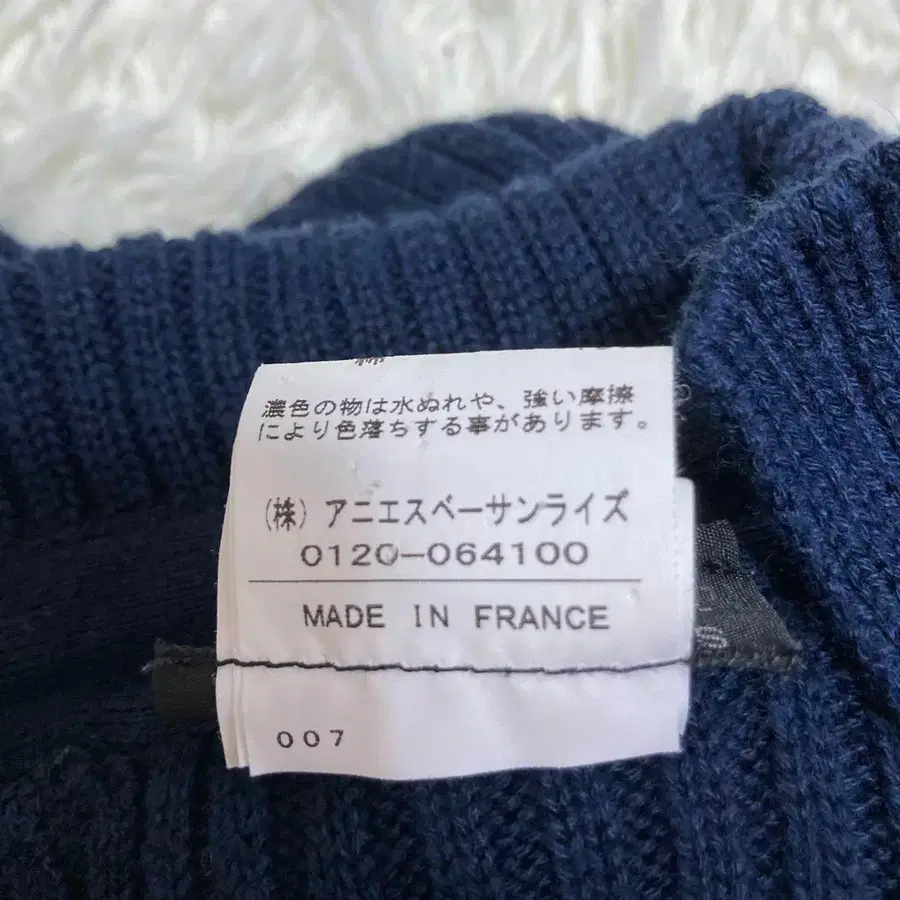 濃色の物は水ぬれや、強い摩擦
により色落ちする事があります。
(株) アニエスベーサンライズ
0120-064100
MADE IN FRANCE
007
S